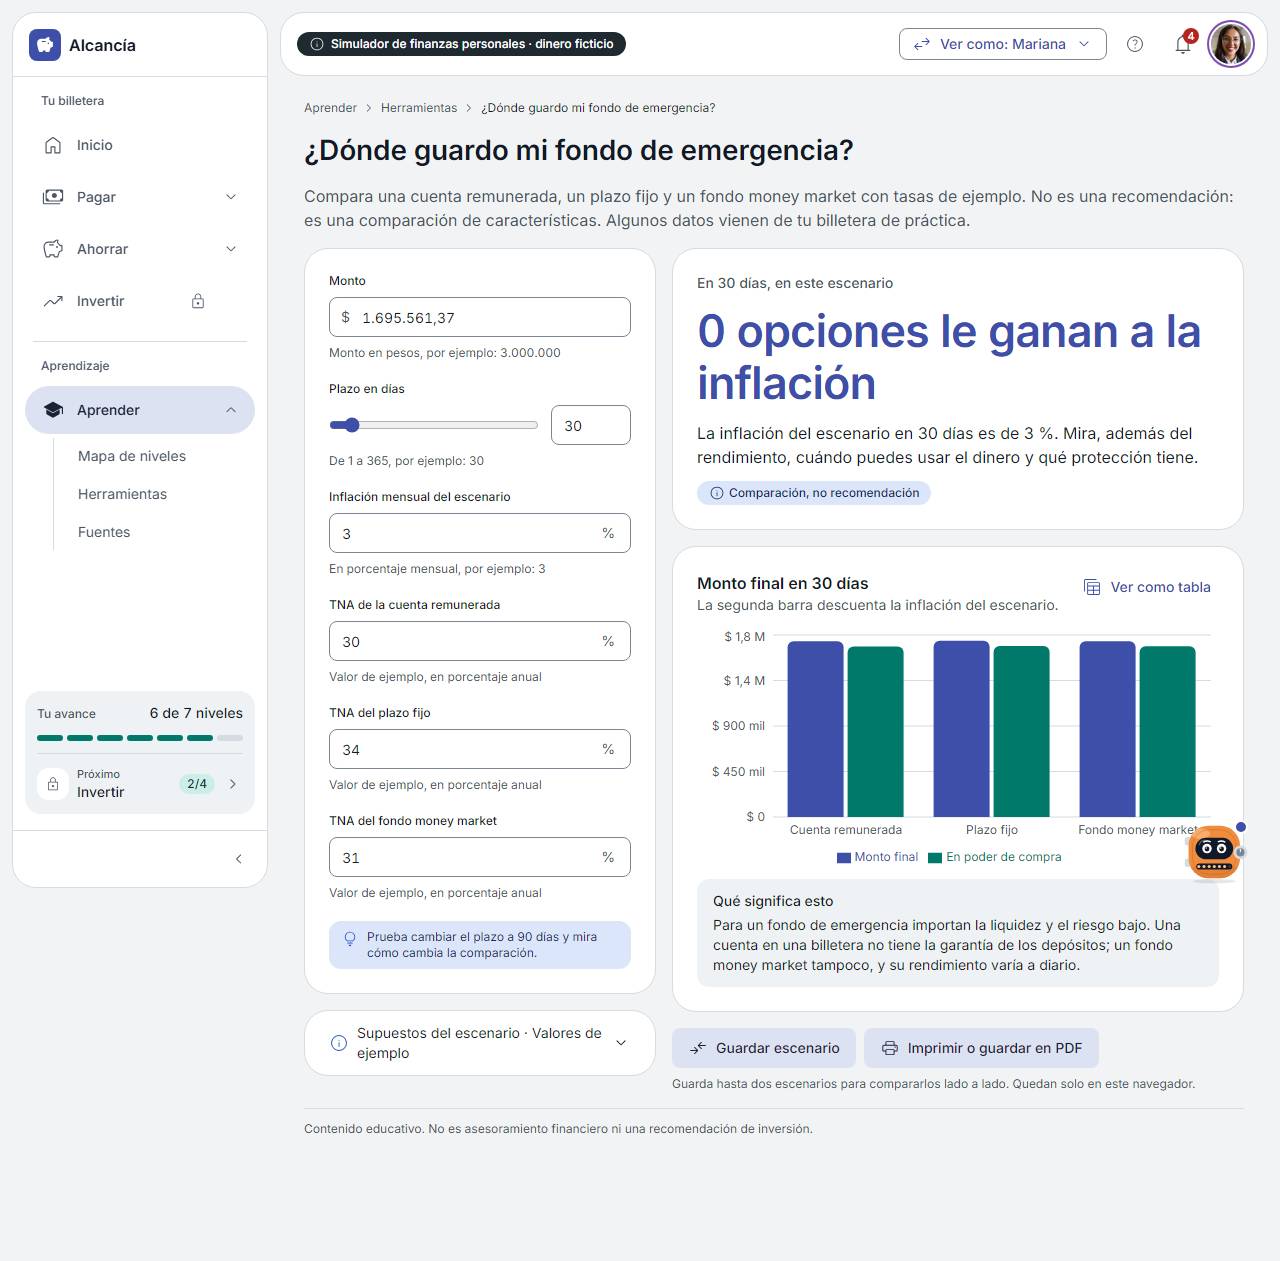 Alcancía
Simulador de finanzas personales · dinero ficticio
Ver como: Mariana
4
Tu billetera
Inicio
Pagar
Ahorrar
Invertir
Aprendizaje
Aprender
Mapa de niveles
Herramientas
Fuentes
Tu avance
6 de 7 niveles
Próximo
Invertir
2/4
Aprender
Herramientas
¿Dónde guardo mi fondo de emergencia?
¿Dónde guardo mi fondo de emergencia?
Compara una cuenta remunerada, un plazo fijo y un fondo money market con tasas de ejemplo. No es una recomendación:
es una comparación de características. Algunos datos vienen de tu billetera de práctica.
Monto
$ 1.695.561,37
Monto en pesos, por ejemplo: 3.000.000
Plazo en días
30
De 1 a 365, por ejemplo: 30
Inflación mensual del escenario
3 %
En porcentaje mensual, por ejemplo: 3
TNA de la cuenta remunerada
30 %
Valor de ejemplo, en porcentaje anual
TNA del plazo fijo
34 %
Valor de ejemplo, en porcentaje anual
TNA del fondo money market
31 %
Valor de ejemplo, en porcentaje anual
Prueba cambiar el plazo a 90 días y mira
cómo cambia la comparación.
Supuestos del escenario · Valores de
ejemplo
En 30 días, en este escenario
0 opciones le ganan a la
inflación
La inflación del escenario en 30 días es de 3 %. Mira, además del
rendimiento, cuándo puedes usar el dinero y qué protección tiene.
Comparación, no recomendación
Monto final en 30 días
La segunda barra descuenta la inflación del escenario.
Ver como tabla
$ 1,8 M
$ 1,4 M
$ 900 mil
$ 450 mil
$ 0
Cuenta remunerada
Plazo fijo
Fondo money market
Monto final
En poder de compra
Qué significa esto
Para un fondo de emergencia importan la liquidez y el riesgo bajo. Una
cuenta en una billetera no tiene la garantía de los depósitos; un fondo
money market tampoco, y su rendimiento varía a diario.
Guardar escenario
Imprimir o guardar en PDF
Guarda hasta dos escenarios para compararlos lado a lado. Quedan solo en este navegador.
Contenido educativo. No es asesoramiento financiero ni una recomendación de inversión.